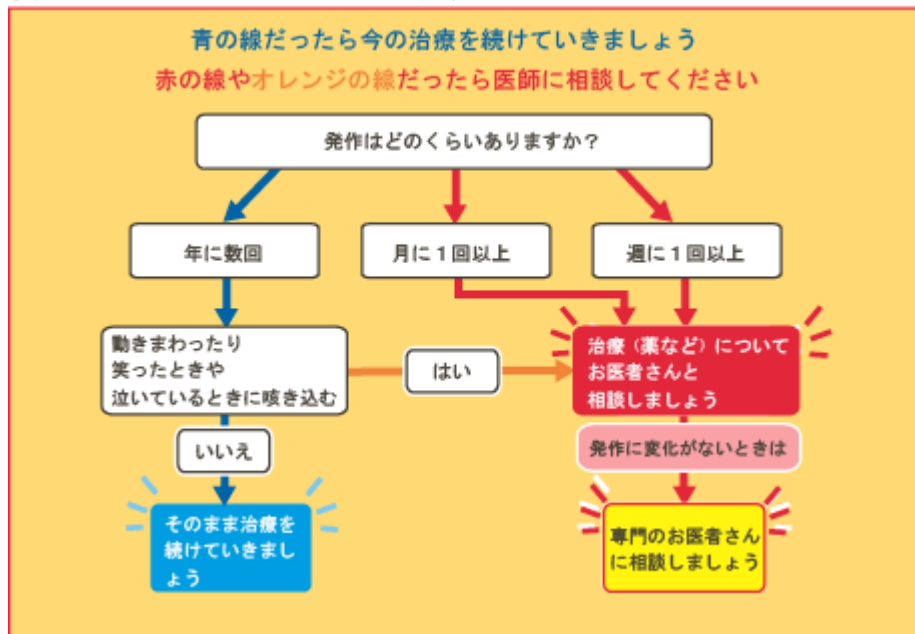 青の線だったら今の治療を続けていきましょう
赤の線やオレンジの線だったら医師に相談してください
発作はどのくらいありますか？
年に数回
月に１回以上
週に１回以上
動きまわったり
笑ったときや
泣いているときに咳き込む
はい
治療（薬など）について
お医者さんと
相談しましょう
いいえ
発作に変化がないときは
そのまま治療を
続けていきまし
ょう
専門のお医者さん
に相談しましょう